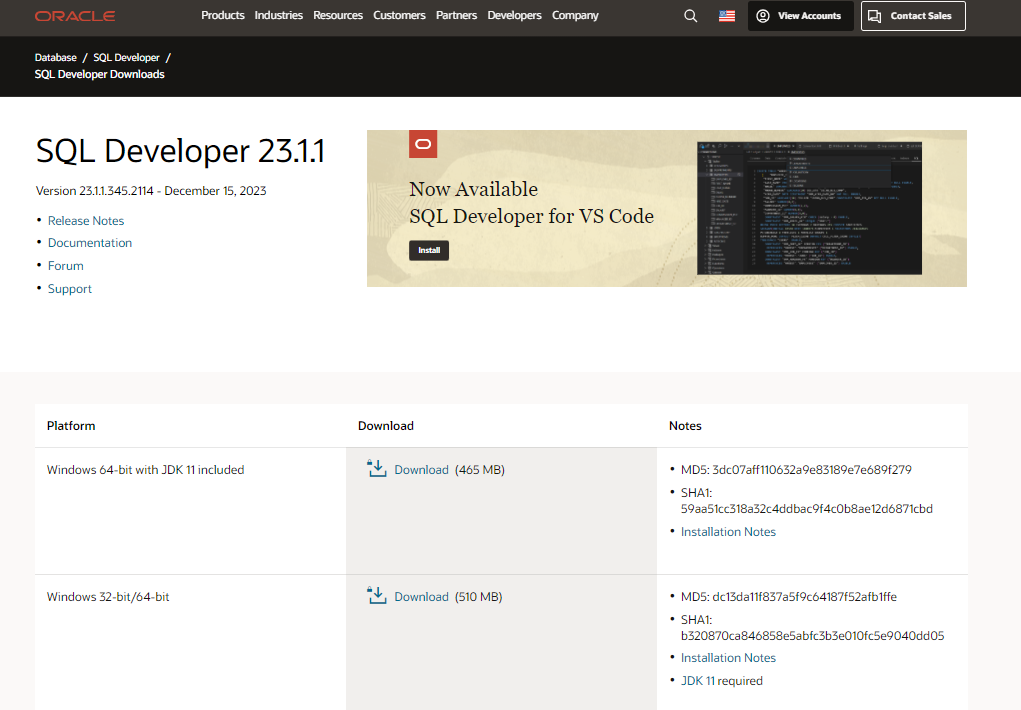 ORACLE
Products Industries Resources Customers Partners Developers Company
View Accounts
Contact Sales
Database / SQL Developer /
SQL Developer Downloads
SQL Developer 23.1.1
Version 23.1.1.345.2114 - December 15, 2023
• Release Notes
• Documentation
• Forum
• Support
Now Available
SQL Developer for VS Code
Install
Platform Download Notes
Windows 64-bit with JDK 11 included
Download (465 MB)
• MD5: 3dc07aff110632a9e83189e7e689f279
• SHA1:
59aa51cc318a32c4ddbac9f4c0b8ae12d6871cbd
• Installation Notes
Windows 32-bit/64-bit
Download (510 MB)
• MD5: dc13da11f837a5f9c64187f52afb1ffe
• SHA1:
b320870ca846858e5abfc3b3e010fc5e9040dd05
• Installation Notes
• JDK 11 required